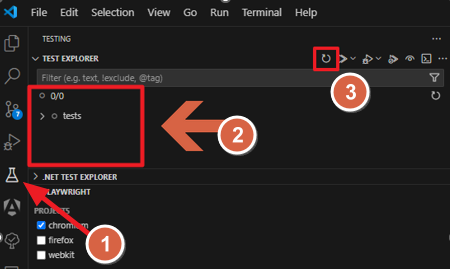 File Edit Selection View Go Run Terminal Help
TESTING
TEST EXPLORER
3
Filter (e.g. text, !exclude, @tag)
0/0
tests
2
7
.NET TEST EXPLORER
PLAYWRIGHT
PROJECTS
chromium
1
firefox
webkit